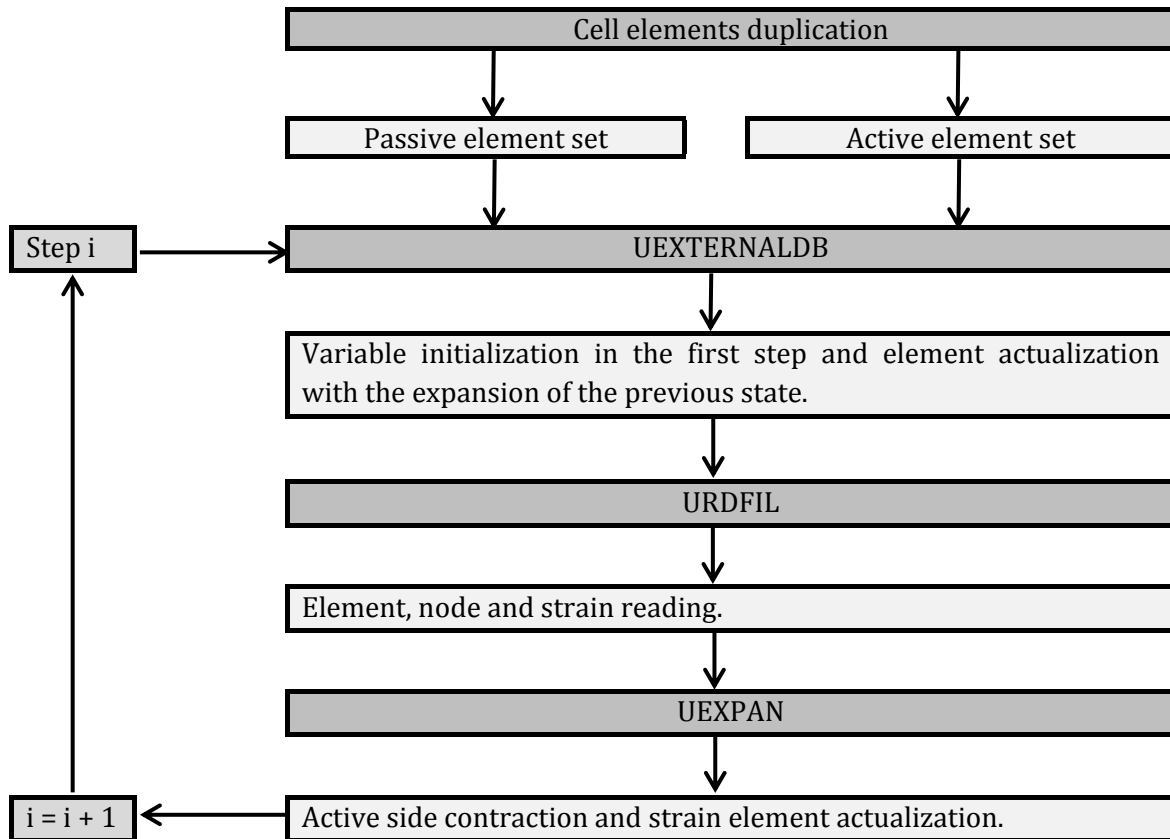 Cell elements duplication
Passive element set
Active element set
Step i
UEXTERNALDB
Variable initialization in the first step and element actualization
with the expansion of the previous state.
URDFIL
Element, node and strain reading.
UEXPAN
i = i + 1
Active side contraction and strain element actualization.